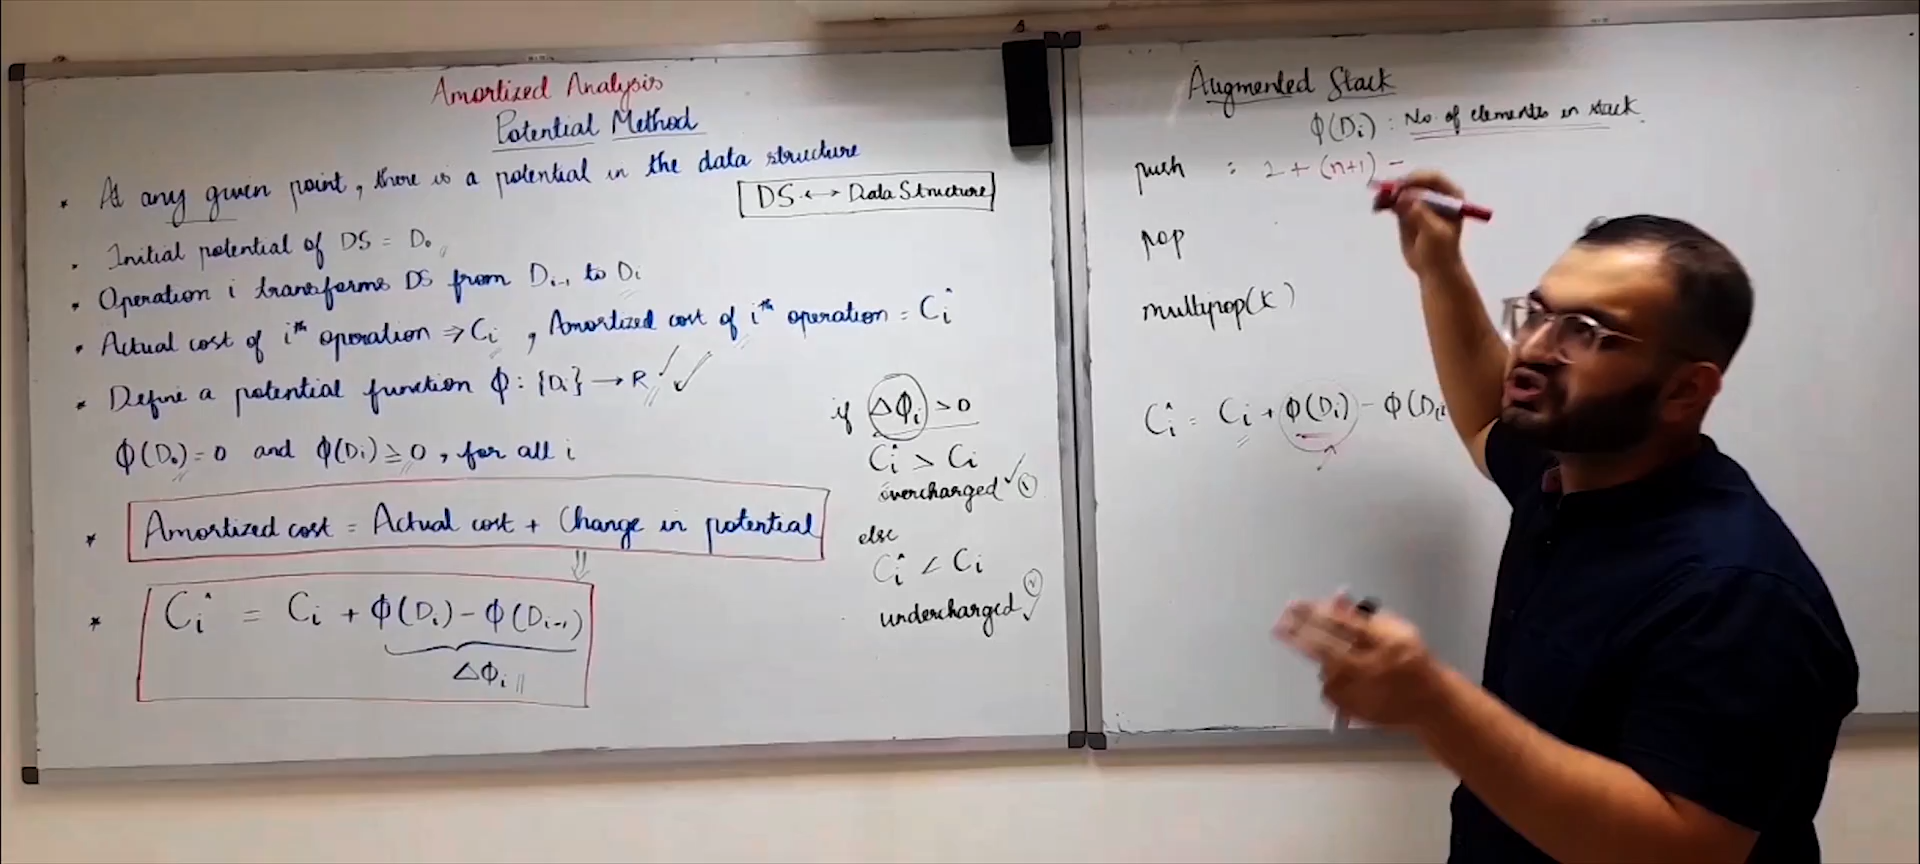 Amortized Analysis
Potential Method
* At any given point, there is a potential in the data structure
DS ↔ Data Structure
* Initial potential of DS = D₀
* Operation i transforms DS from Dᵢ₋₁ to Dᵢ
* Actual cost of iᵗʰ operation ⇒ Cᵢ , Amortized cost of iᵗʰ operation = Ĉᵢ
* Define a potential function ϕ : {Dᵢ} → R ✓ ✓
ϕ(D₀) = 0 and ϕ(Dᵢ) ≥ 0 , for all i
* Amortized cost = Actual cost + Change in potential
* Ĉᵢ = Cᵢ + ϕ(Dᵢ) - ϕ(Dᵢ₋₁)
Δϕᵢ
if Δϕᵢ > 0
Ĉᵢ > Cᵢ
overcharged ✓ ①
else
Ĉᵢ < Cᵢ
undercharged ✓ ②
Augmented Stack
ϕ(Dᵢ) : No. of elements in stack
push : 2 + (n+1) -
pop
multipop(K)
Ĉᵢ = Cᵢ + ϕ(Dᵢ) - ϕ(Dᵢ